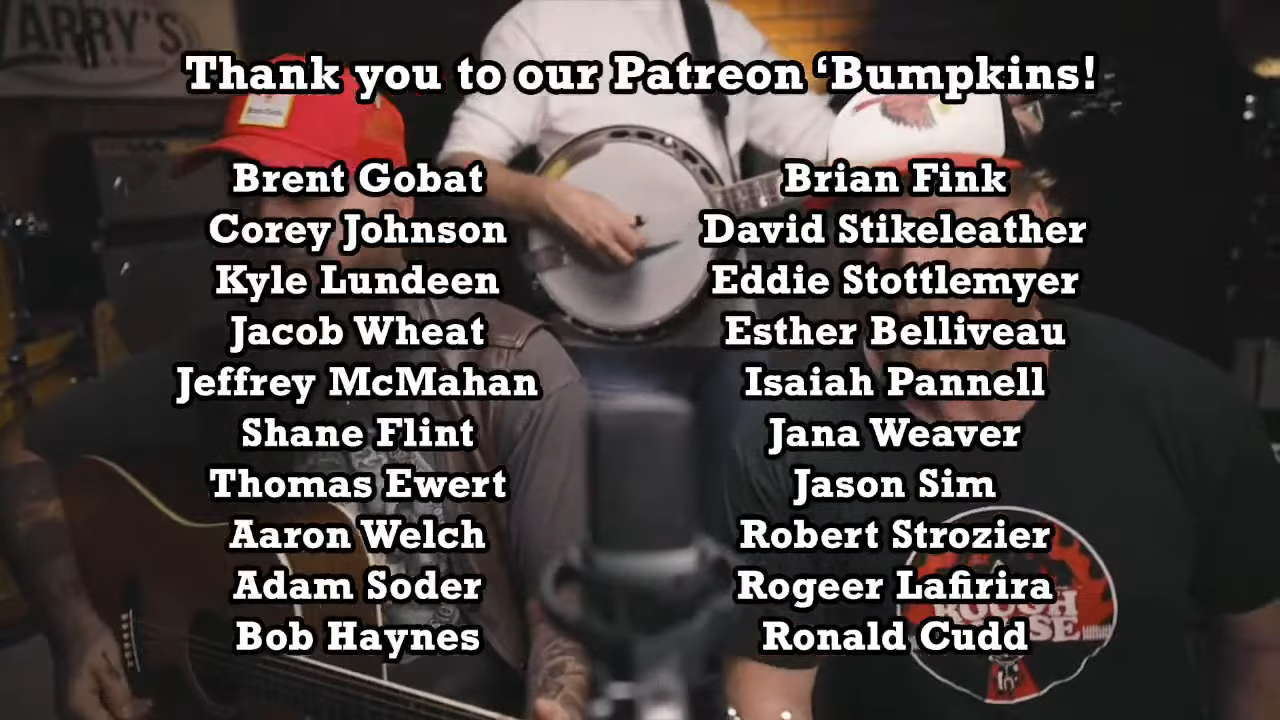 Thank you to our Patreon ‘Bumpkins!
Brent Gobat
Corey Johnson
Kyle Lundeen
Jacob Wheat
Jeffrey McMahan
Shane Flint
Thomas Ewert
Aaron Welch
Adam Soder
Bob Haynes
Brian Fink
David Stikeleather
Eddie Stottlemyer
Esther Belliveau
Isaiah Pannell
Jana Weaver
Jason Sim
Robert Strozier
Rogeer Lafirira
Ronald Cudd
ARRY'S
ROUGH